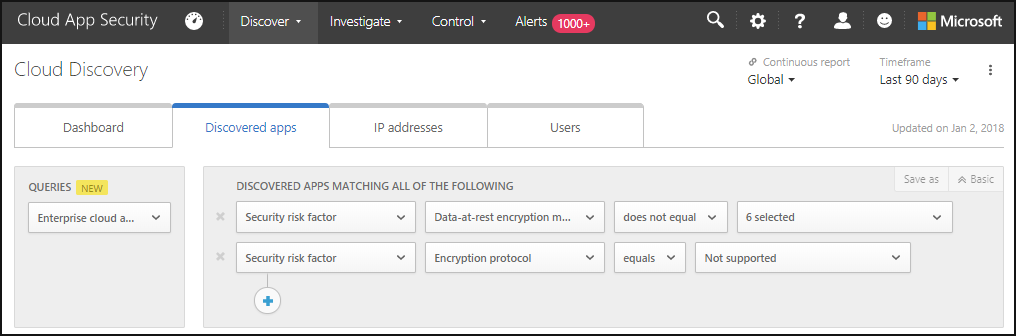 Cloud App Security Discover Investigate Control Alerts 1000+ ? Microsoft
Cloud Discovery
Continuous report Timeframe
Global Last 90 days
Dashboard Discovered apps IP addresses Users
Updated on Jan 2, 2018
QUERIES NEW
Enterprise cloud a...
DISCOVERED APPS MATCHING ALL OF THE FOLLOWING
Save as Basic
Security risk factor Data-at-rest encryption m... does not equal 6 selected
Security risk factor Encryption protocol equals Not supported